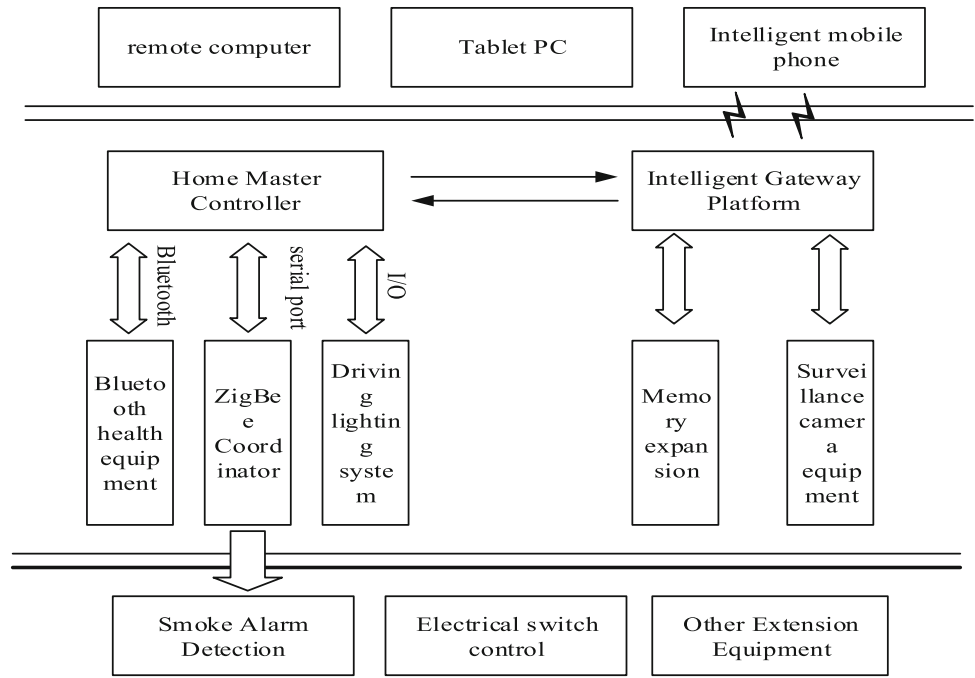 remote computer
Tablet PC
Intelligent mobile
phone
Home Master
Controller
Intelligent Gateway
Platform
Bluetooth
serial port
I/O
Blueto
oth
health
equip
ment
ZigBe
e
Coord
inator
Drivin
g
lightin
g
syste
m
Memo
ry
expan
sion
Survei
llance
camer
a
equip
ment
Smoke Alarm
Detection
Electrical switch
control
Other Extension
Equipment